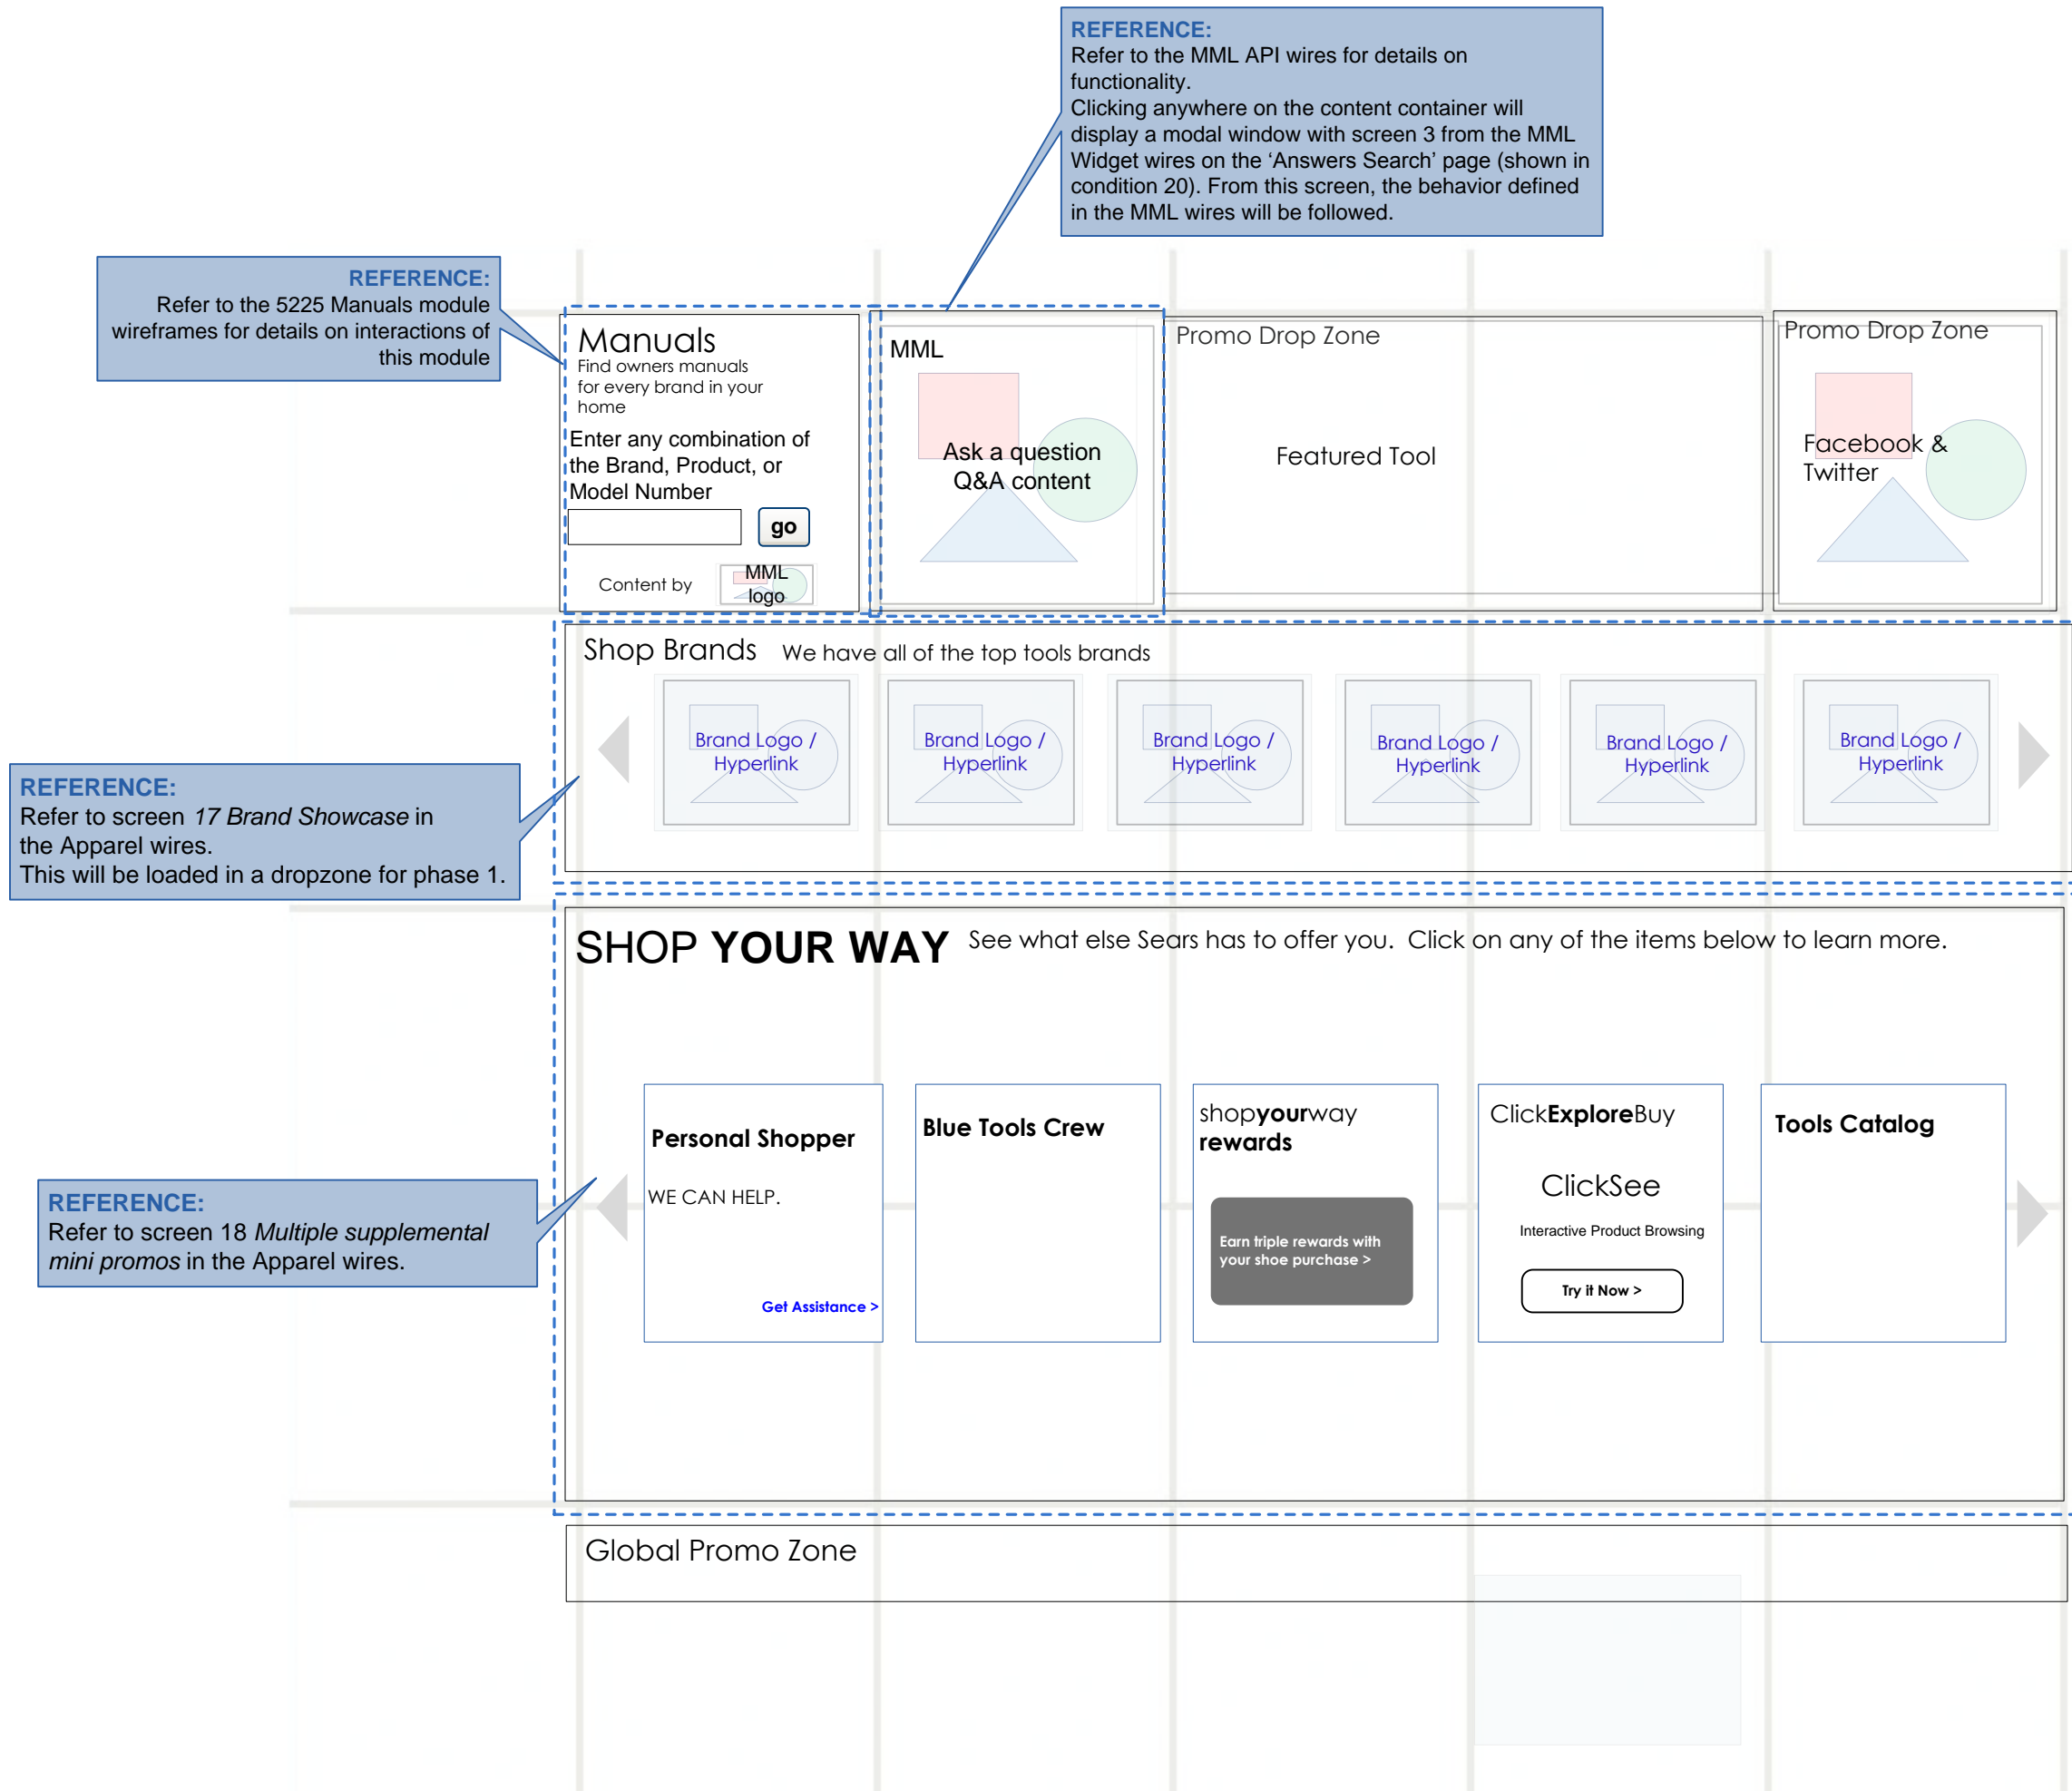 REFERENCE:
Refer to the MML API wires for details on
functionality.
Clicking anywhere on the content container will
display a modal window with screen 3 from the MML
Widget wires on the ‘Answers Search’ page (shown in
condition 20). From this screen, the behavior defined
in the MML wires will be followed.
REFERENCE:
Refer to the 5225 Manuals module
wireframes for details on interactions of
this module
Manuals
Find owners manuals
for every brand in your
home
Enter any combination of
the Brand, Product, or
Model Number
go
Content by
MML
logo
MML
Ask a question
Q&A content
Promo Drop Zone
Featured Tool
Promo Drop Zone
Facebook &
Twitter
Shop Brands We have all of the top tools brands
Brand Logo /
Hyperlink
Brand Logo /
Hyperlink
Brand Logo /
Hyperlink
Brand Logo /
Hyperlink
Brand Logo /
Hyperlink
Brand Logo /
Hyperlink
REFERENCE:
Refer to screen 17 Brand Showcase in
the Apparel wires.
This will be loaded in a dropzone for phase 1.
SHOP YOUR WAY See what else Sears has to offer you.  Click on any of the items below to learn more.
Personal Shopper
WE CAN HELP.
Get Assistance >
Blue Tools Crew
shopyourway
rewards
Earn triple rewards with
your shoe purchase >
ClickExploreBuy
ClickSee
Interactive Product Browsing
Try it Now >
Tools Catalog
REFERENCE:
Refer to screen 18 Multiple supplemental
mini promos in the Apparel wires.
Global Promo Zone